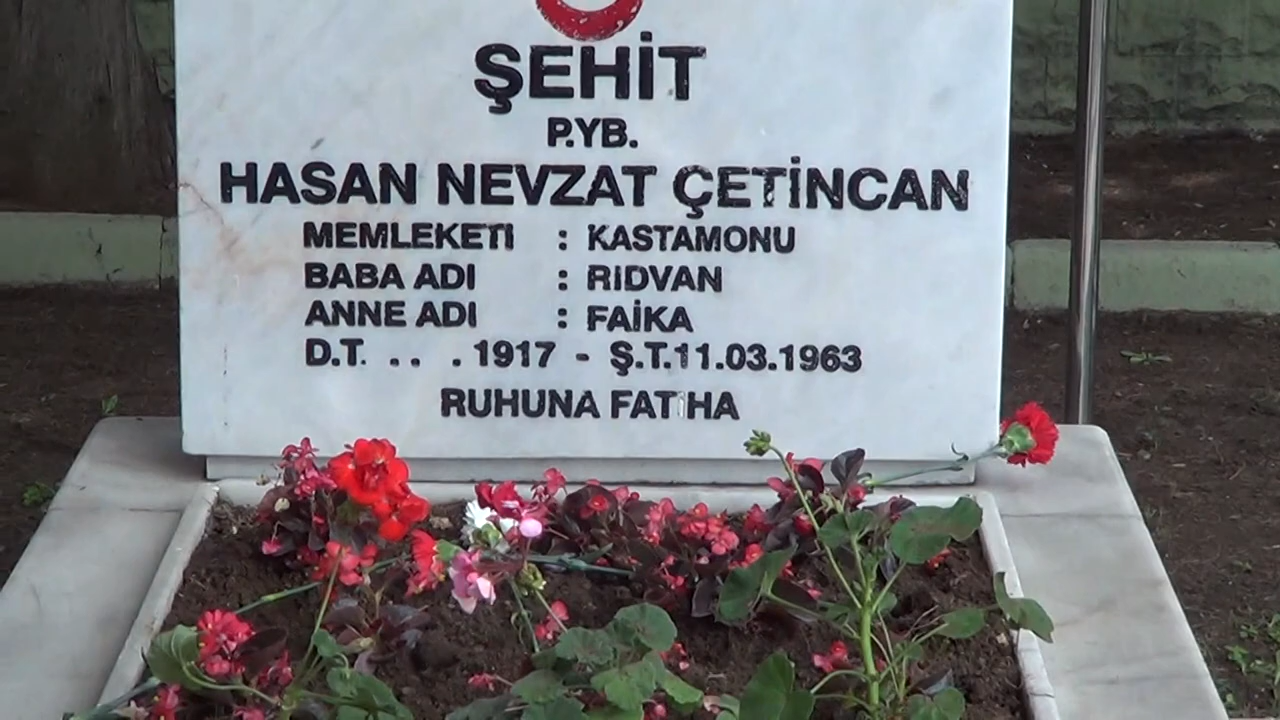 ŞEHİT
P.YB.
HASAN NEVZAT ÇETİNCAN
MEMLEKETİ : KASTAMONU
BABA ADI : RIDVAN
ANNE ADI : FAİKA
D.T. .. . 1917 - Ş.T.11.03.1963
RUHUNA FATİHA